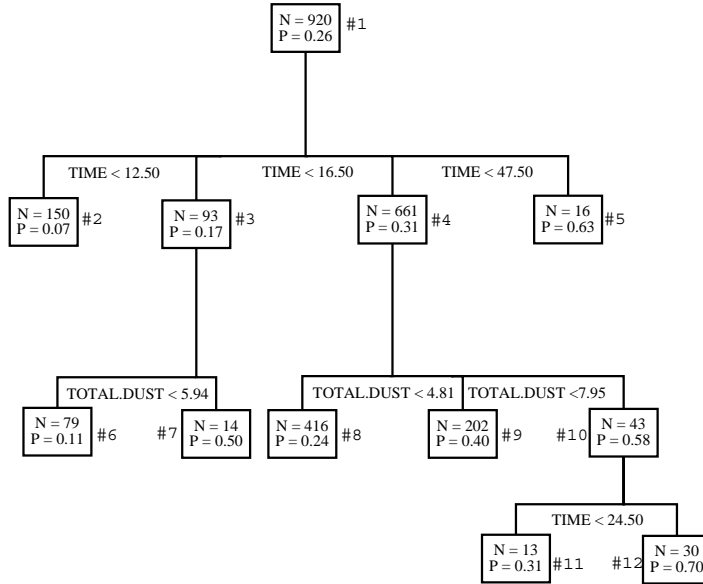 N = 920
P = 0.26
#1
TIME < 12.50
TIME < 16.50
TIME < 47.50
N = 150
P = 0.07
#2
N = 93
P = 0.17
#3
N = 661
P = 0.31
#4
N = 16
P = 0.63
#5
TOTAL.DUST < 5.94
TOTAL.DUST < 4.81
TOTAL.DUST <7.95
N = 79
P = 0.11
#6
#7
N = 14
P = 0.50
N = 416
P = 0.24
#8
N = 202
P = 0.40
#9
#10
N = 43
P = 0.58
TIME < 24.50
N = 13
P = 0.31
#11
#12
N = 30
P = 0.70